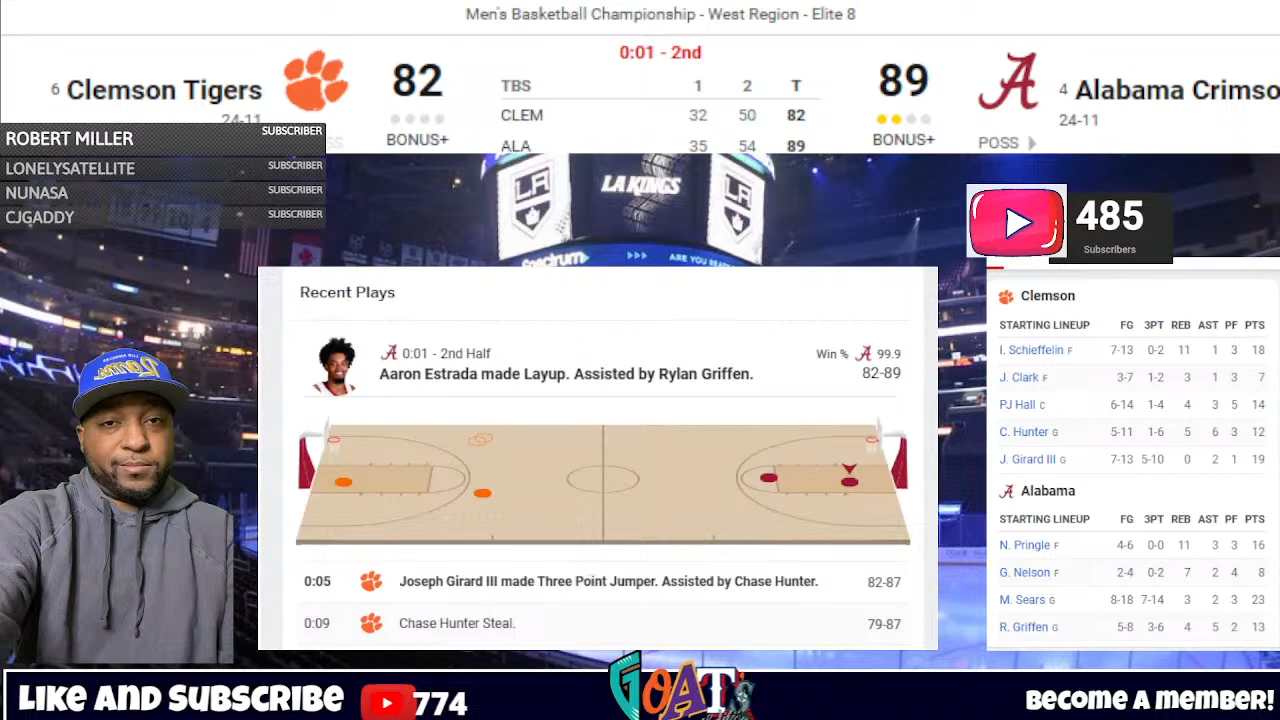 Men's Basketball Championship - West Region - Elite 8
0:01 - 2nd
6 Clemson Tigers
24-11
82
BONUS+
TBS 1 2 T
CLEM 32 50 82
ALA 35 54 89
89
BONUS+
4 Alabama Crimso
24-11
POSS
ROBERT MILLER SUBSCRIBER
LONELYSATELLITE SUBSCRIBER
NUNASA SUBSCRIBER
CJGADDY SUBSCRIBER
LA
LA KINGS
LA
Spectrum
ARE YOU READY
485
Subscribers
Recent Plays
0:01 - 2nd Half
Win % 99.9
Aaron Estrada made Layup. Assisted by Rylan Griffen.
82-89
0:05 Joseph Girard III made Three Point Jumper. Assisted by Chase Hunter. 82-87
0:09 Chase Hunter Steal. 79-87
Clemson
STARTING LINEUP FG 3PT REB AST PF PTS
I. Schieffelin F 7-13 0-2 11 1 3 18
J. Clark F 3-7 1-2 3 1 3 7
PJ Hall C 6-14 1-4 4 3 5 14
C. Hunter G 5-11 1-6 5 6 3 12
J. Girard III G 7-13 5-10 0 2 1 19
Alabama
STARTING LINEUP FG 3PT REB AST PF PTS
N. Pringle F 4-6 0-0 11 3 3 16
G. Nelson F 2-4 0-2 7 2 4 8
M. Sears G 8-18 7-14 3 2 3 23
R. Griffen G 5-8 3-6 4 5 2 13
LIKE AND SUBSCRIBE
774
GOAT
BECOME A MEMBER!